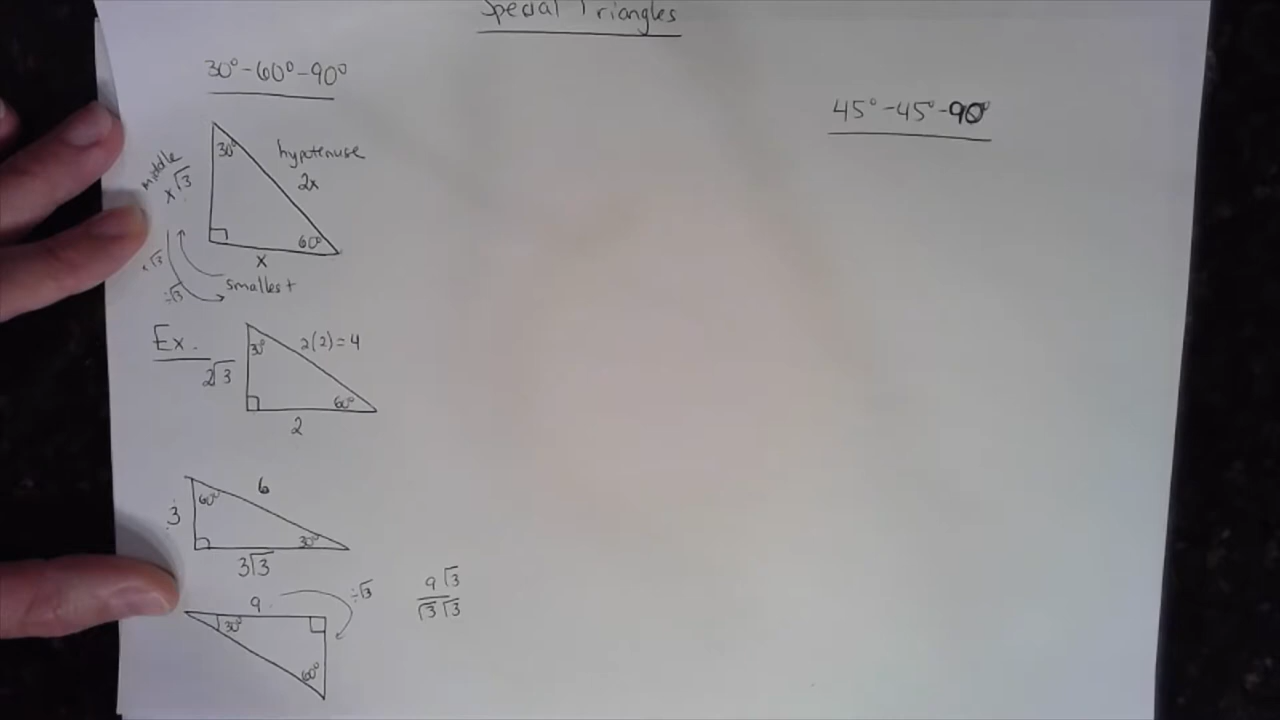 Special Triangles
30°-60°-90°
30°
hypotenuse
2x
middle
x√3
60°
x
×√3
÷√3
smallest
Ex.
30°
2(2)=4
2√3
60°
2
6
60°
3
30°
3√3
9
÷√3
30°
60°
9√3
√3√3
45°-45°-90°